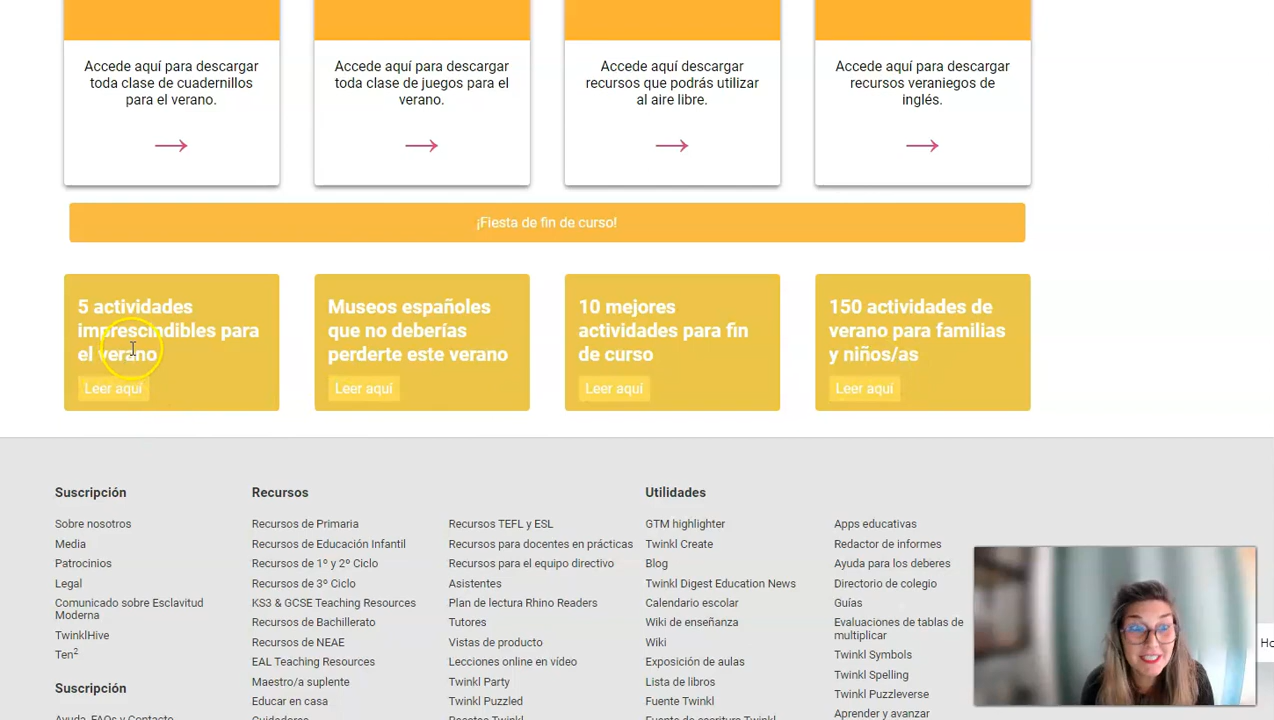 Accede aquí para descargar
toda clase de cuadernillos
para el verano.
Accede aquí para descargar
toda clase de juegos para el
verano.
Accede aquí descargar
recursos que podrás utilizar
al aire libre.
Accede aquí para descargar
recursos veraniegos de
inglés.
¡Fiesta de fin de curso!
5 actividades
imprescindibles para
el verano
Leer aquí
Museos españoles
que no deberías
perderte este verano
Leer aquí
10 mejores
actividades para fin
de curso
Leer aquí
150 actividades de
verano para familias
y niños/as
Leer aquí
Suscripción
Sobre nosotros
Media
Patrocinios
Legal
Comunicado sobre Esclavitud
Moderna
TwinklHive
Ten2
Suscripción
Ayuda, FAQs y Contacto
Recursos
Recursos de Primaria
Recursos de Educación Infantil
Recursos de 1º y 2º Ciclo
Recursos de 3º Ciclo
KS3 & GCSE Teaching Resources
Recursos de Bachillerato
Recursos de NEAE
EAL Teaching Resources
Maestro/a suplente
Educar en casa
Cuidadores
Recursos TEFL y ESL
Recursos para docentes en prácticas
Recursos para el equipo directivo
Asistentes
Plan de lectura Rhino Readers
Tutores
Vistas de producto
Lecciones online en vídeo
Twinkl Party
Twinkl Puzzled
Recetas Twinkl
Utilidades
GTM highlighter
Twinkl Create
Blog
Twinkl Digest Education News
Calendario escolar
Wiki de enseñanza
Wiki
Exposición de aulas
Lista de libros
Fuente Twinkl
Fuente de escritura Twinkl
Apps educativas
Redactor de informes
Ayuda para los deberes
Directorio de colegio
Guías
Evaluaciones de tablas de
multiplicar
Twinkl Symbols
Twinkl Spelling
Twinkl Puzzleverse
Aprender y avanzar
Ho